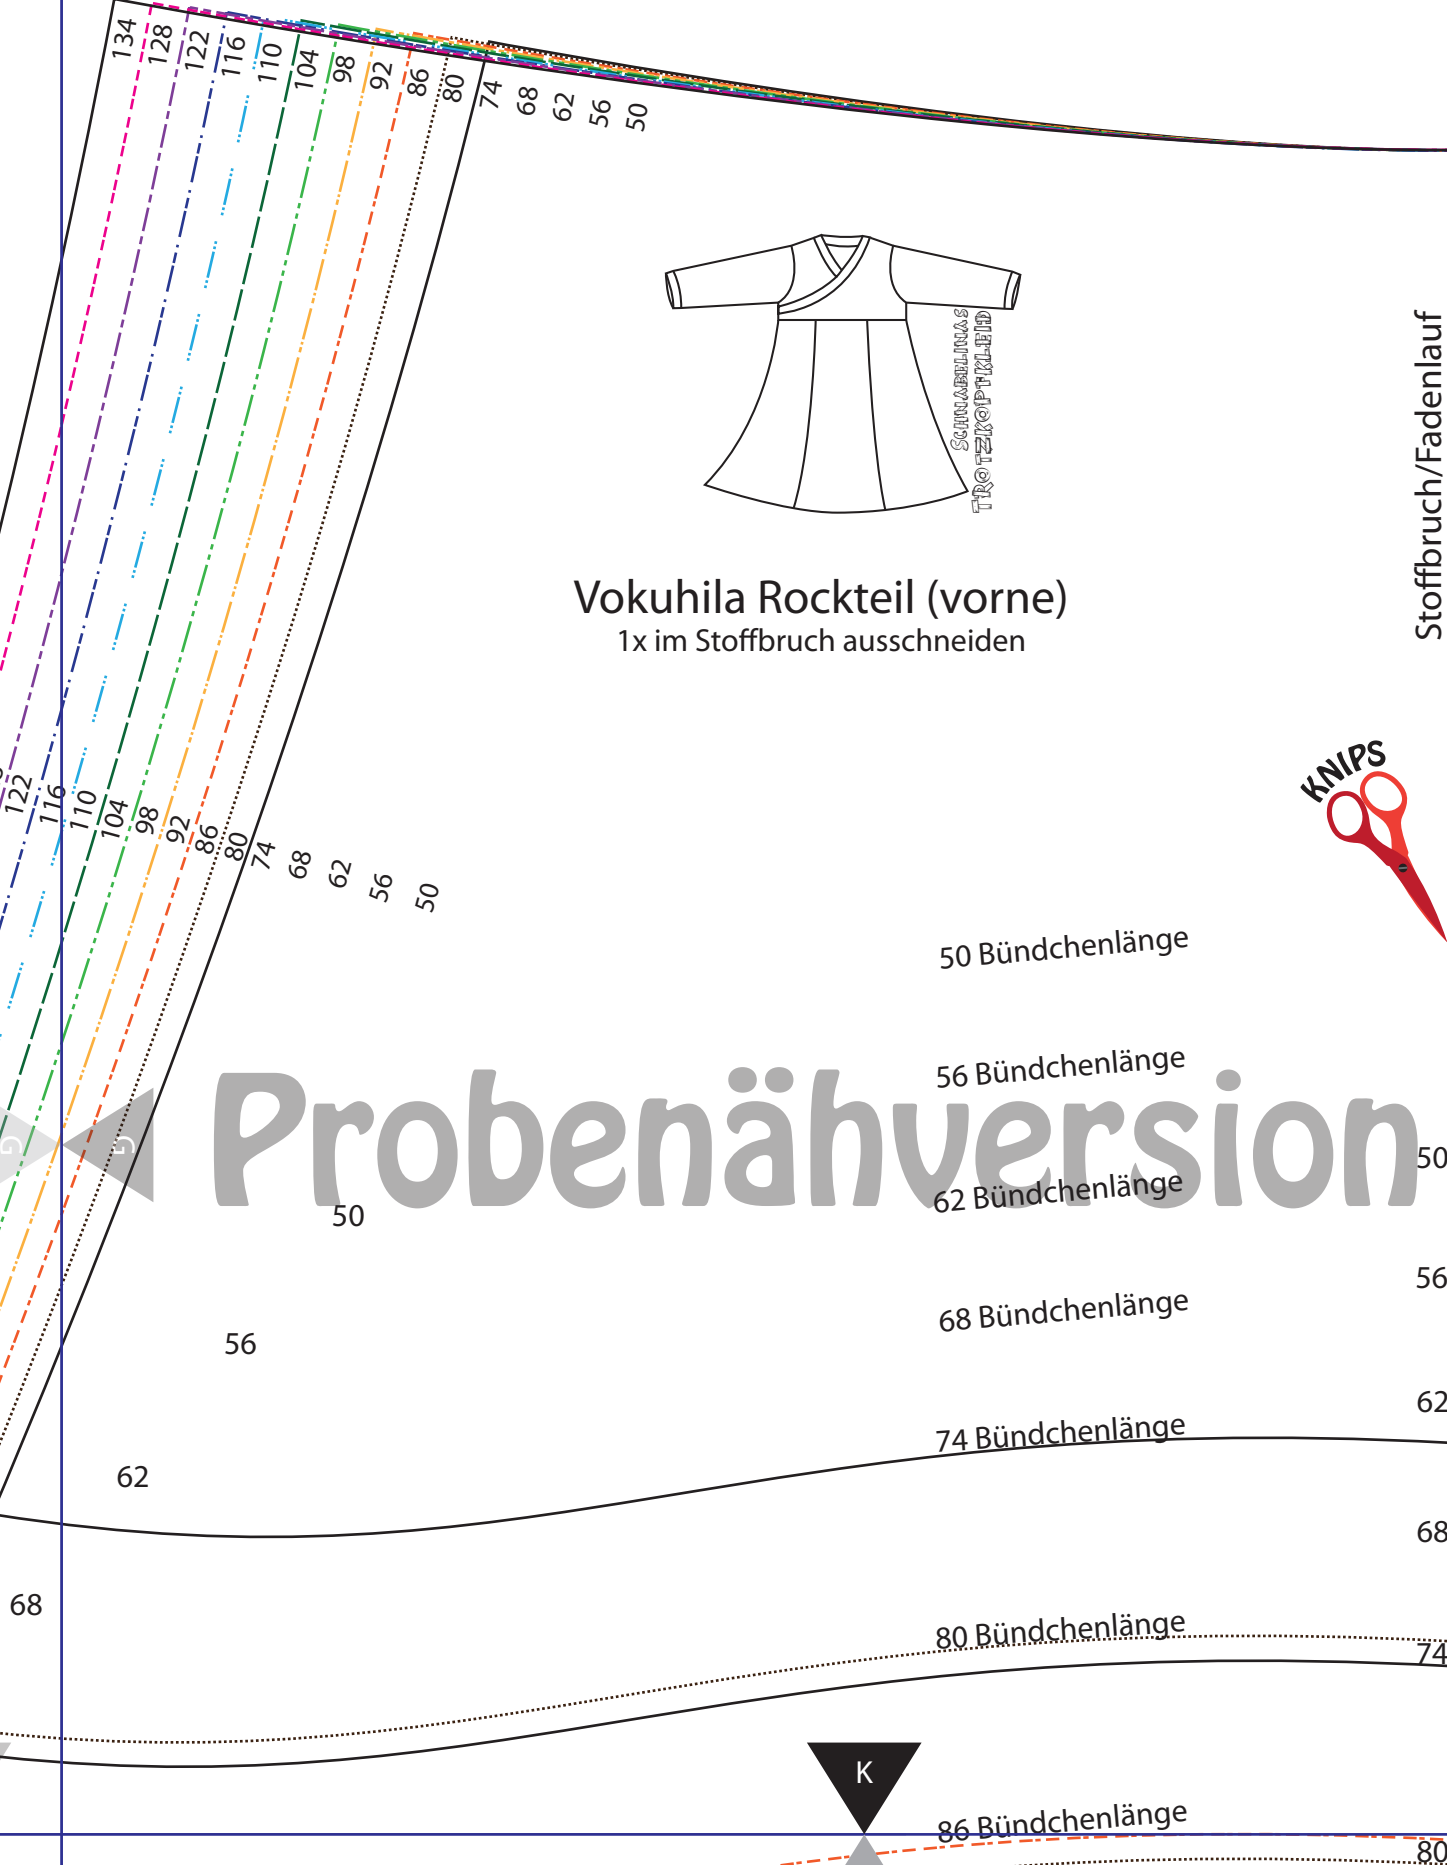 134
128
122
116
110
104
98
92
86
80
74
68
62
56
50
SCHNABELINAS
TROTZKOPFKLEID
Stoffbruch/Fadenlauf
Vokuhila Rockteil (vorne)
1x im Stoffbruch ausschneiden
KNIPS
122
116
110
104
98
92
86
80
74
68
62
56
50
50 Bündchenlänge
56 Bündchenlänge
Probenähversion
G
G
50
62 Bündchenlänge
50
56
68 Bündchenlänge
56
62
74 Bündchenlänge
62
68
68
80 Bündchenlänge
74
K
86 Bündchenlänge
80